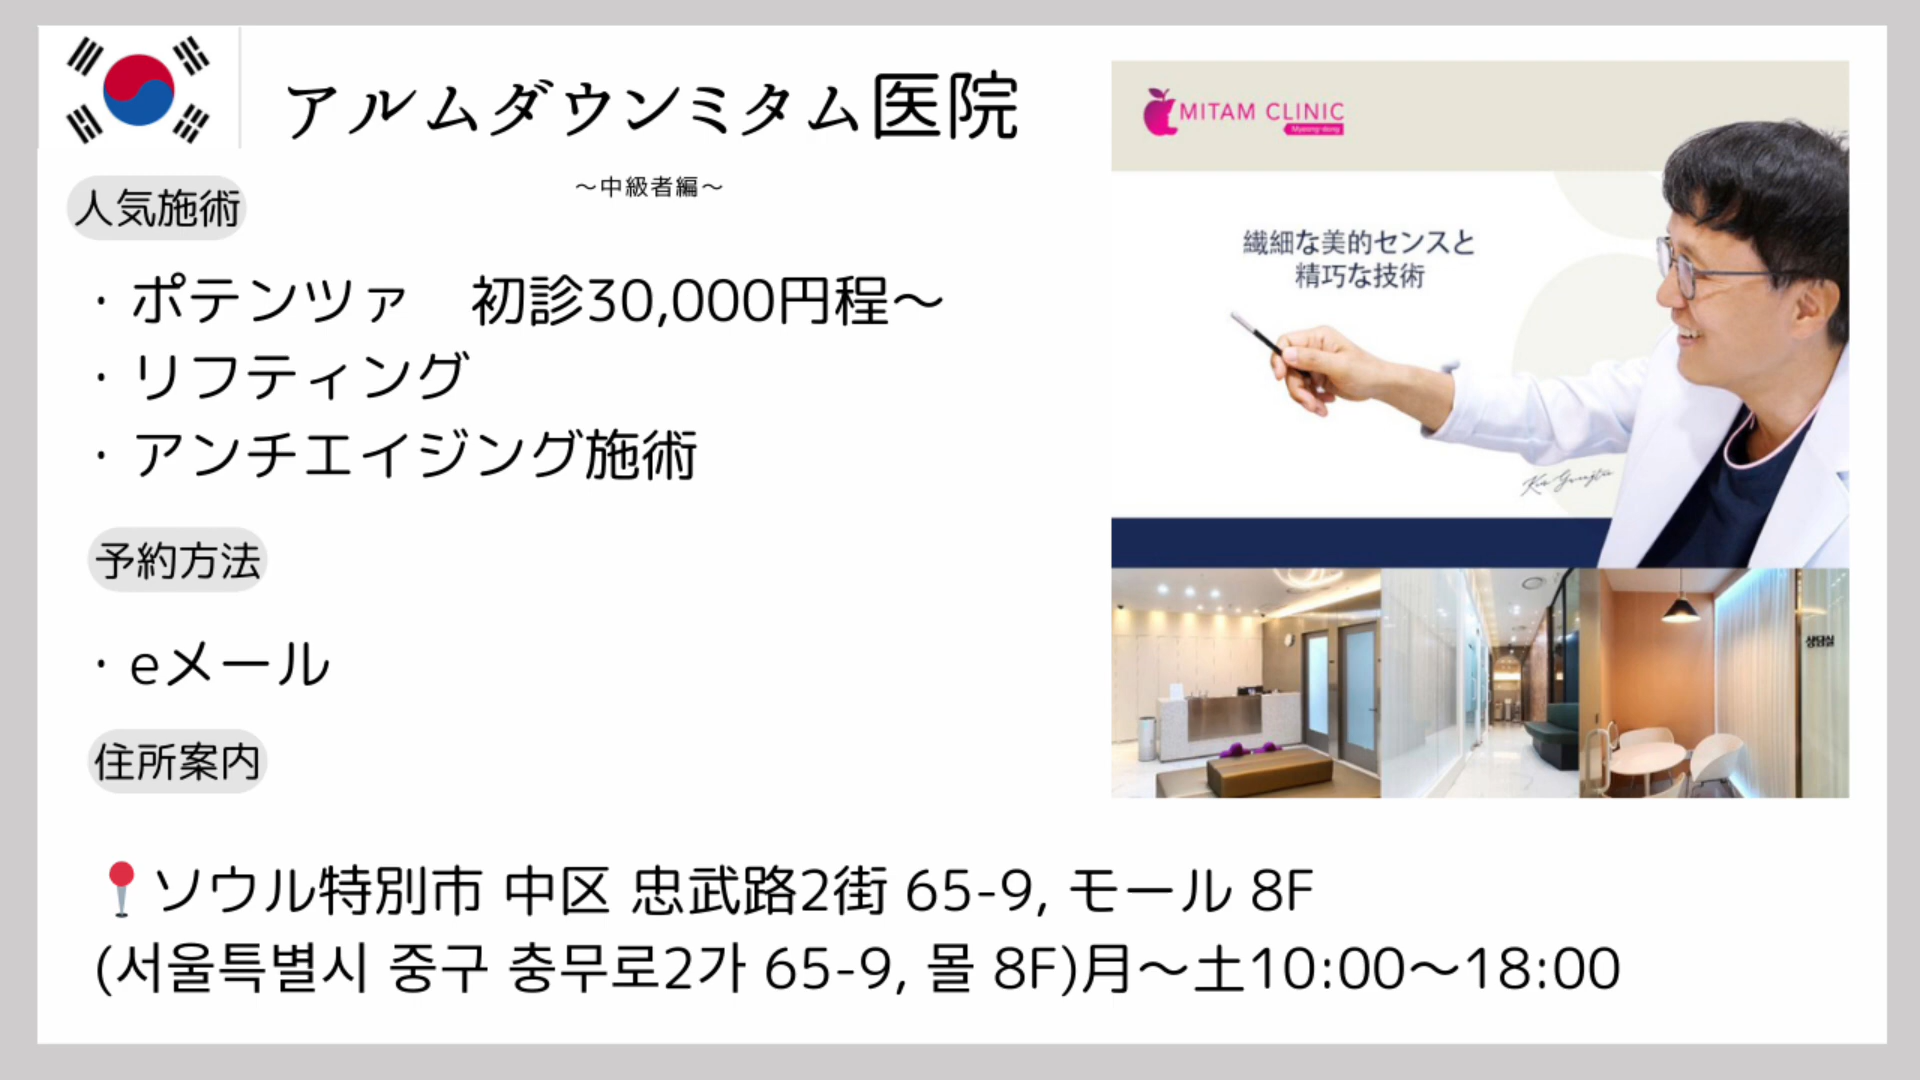 アルムダウンミタム医院
〜中級者編〜
人気施術
・ポテンツァ　初診30,000円程〜
・リフティング
・アンチエイジング施術
予約方法
・eメール
住所案内
📍ソウル特別市 中区 忠武路2街 65-9, モール 8F
(서울특별시 중구 충무로2가 65-9, 몰 8F)月〜土10:00〜18:00
MITAM CLINIC
Myeong-dong
繊細な美的センスと
精巧な技術
상담실